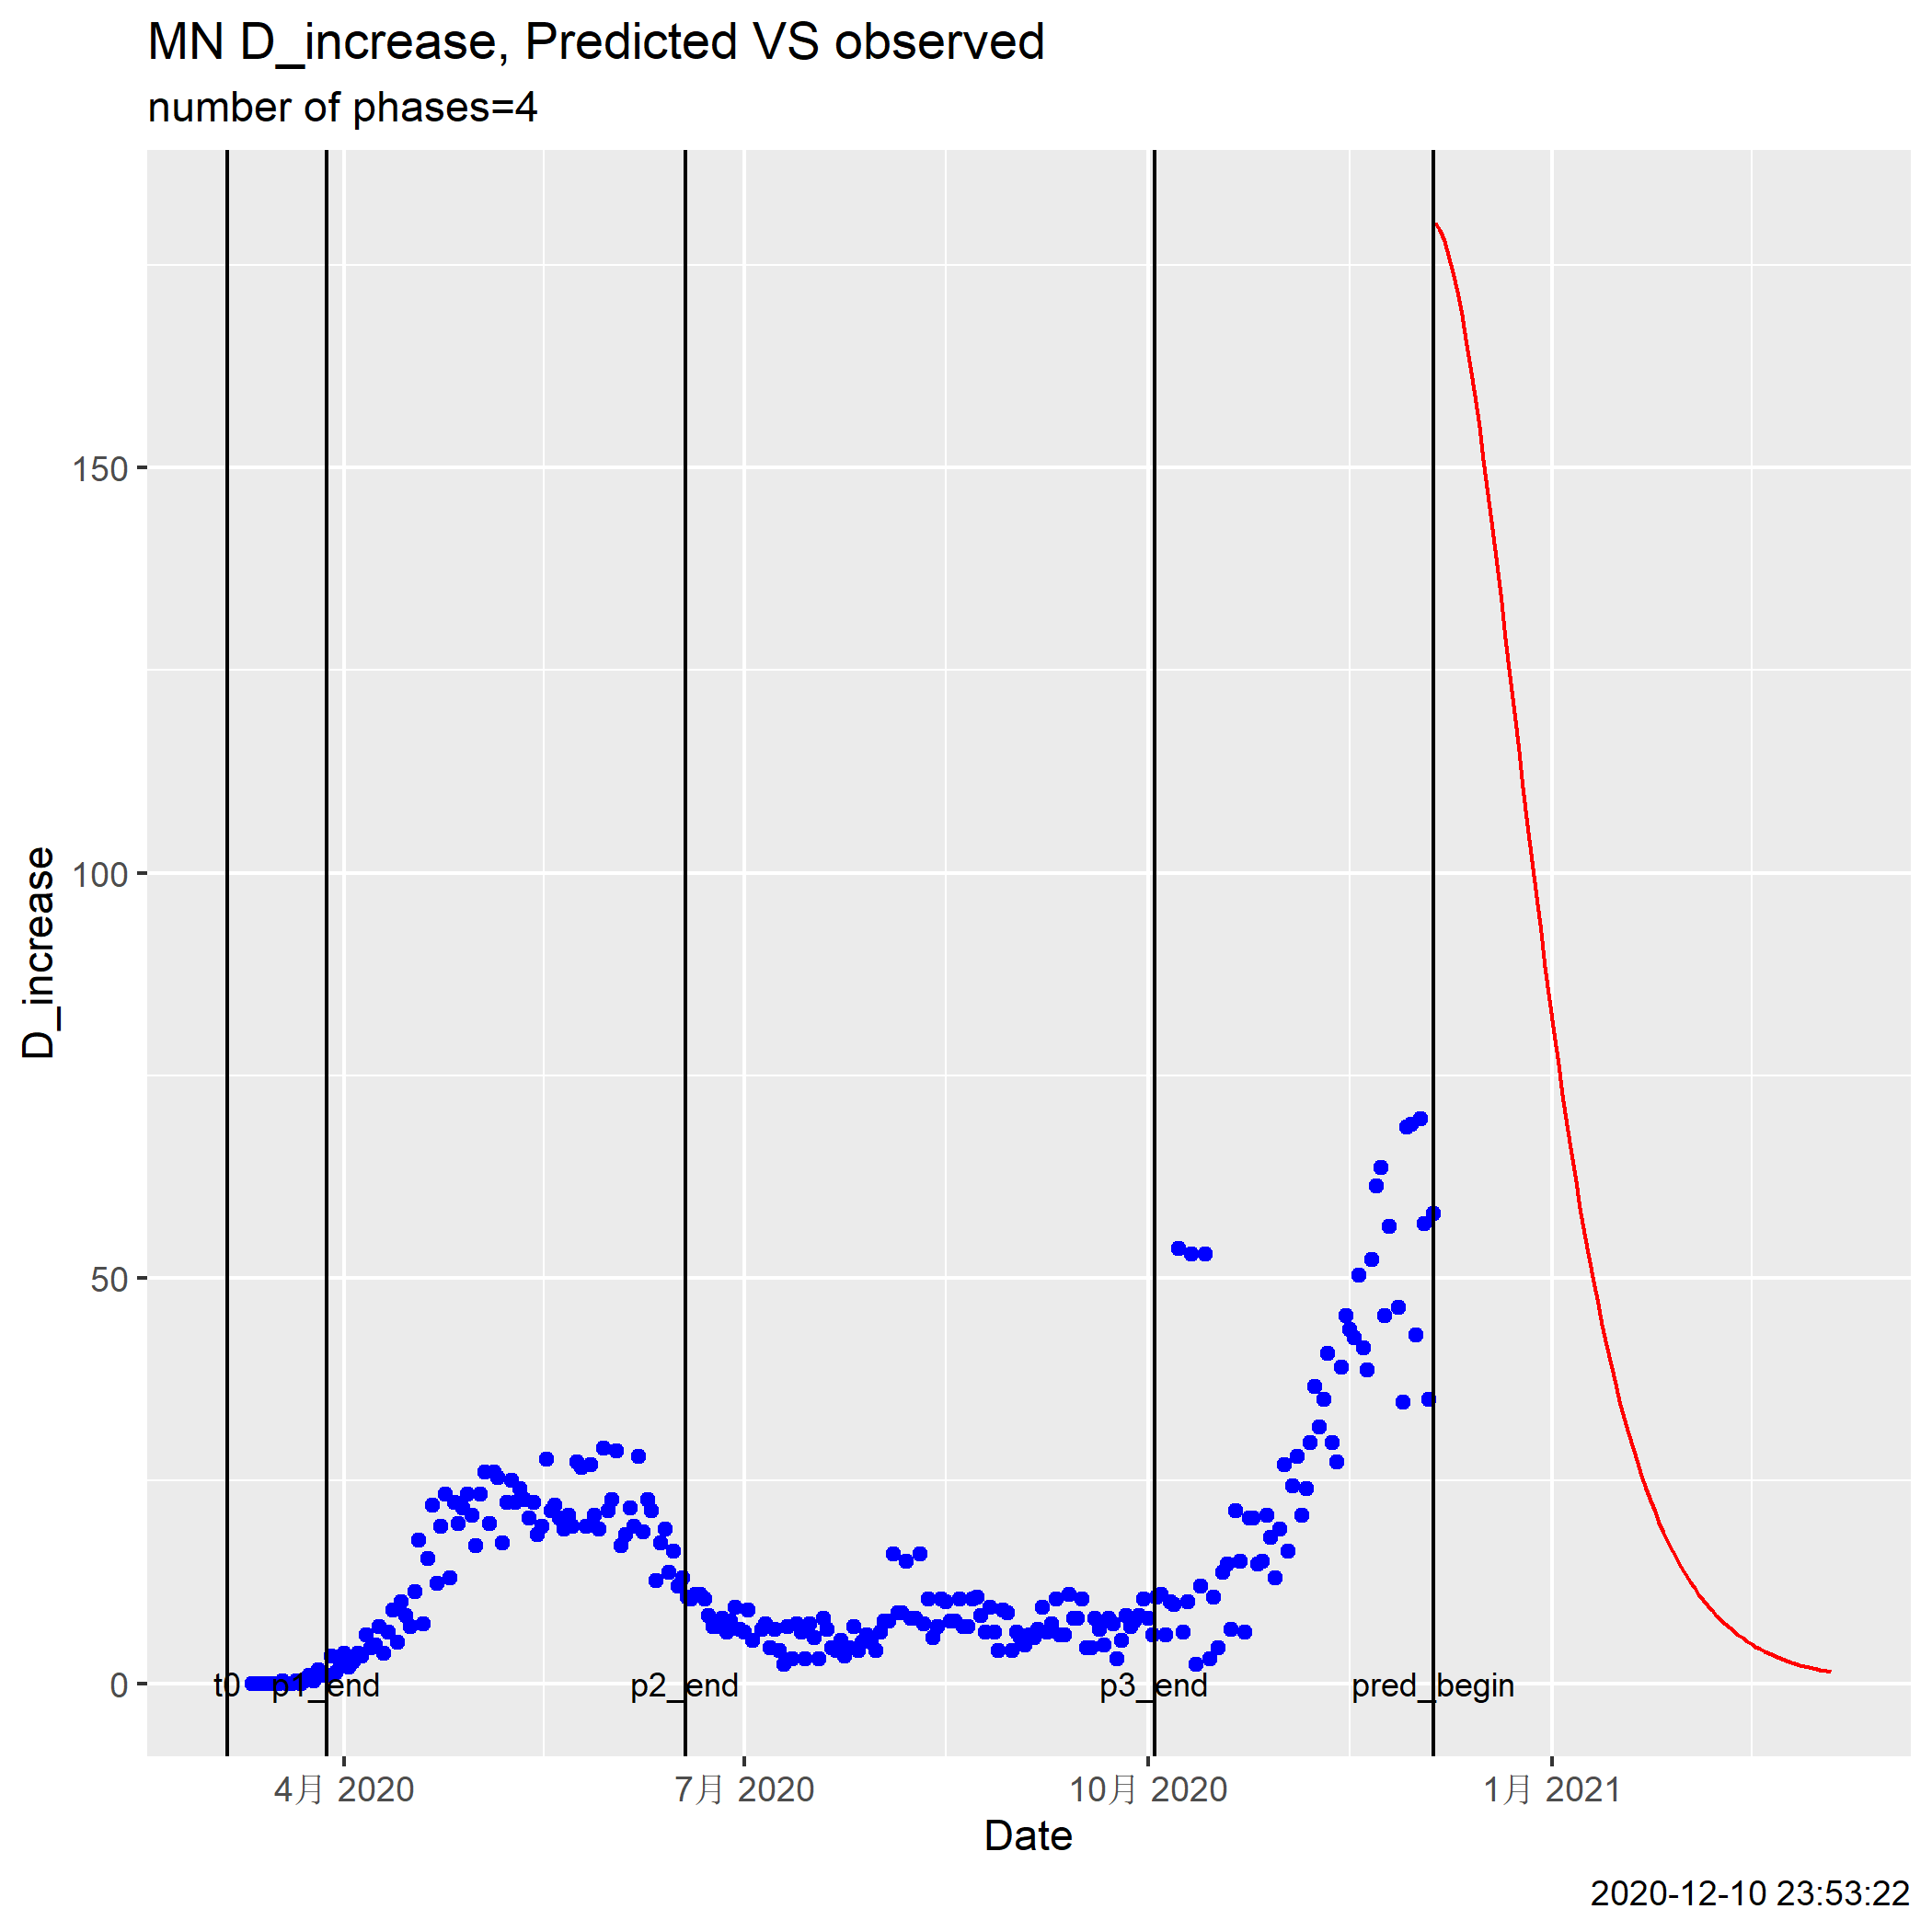 MN D_increase, Predicted VS observed
number of phases=4
D_increase
150
100
50
0
t0
p1_end
p2_end
p3_end
pred_begin
4月 2020
7月 2020
10月 2020
1月 2021
Date
2020-12-10 23:53:22